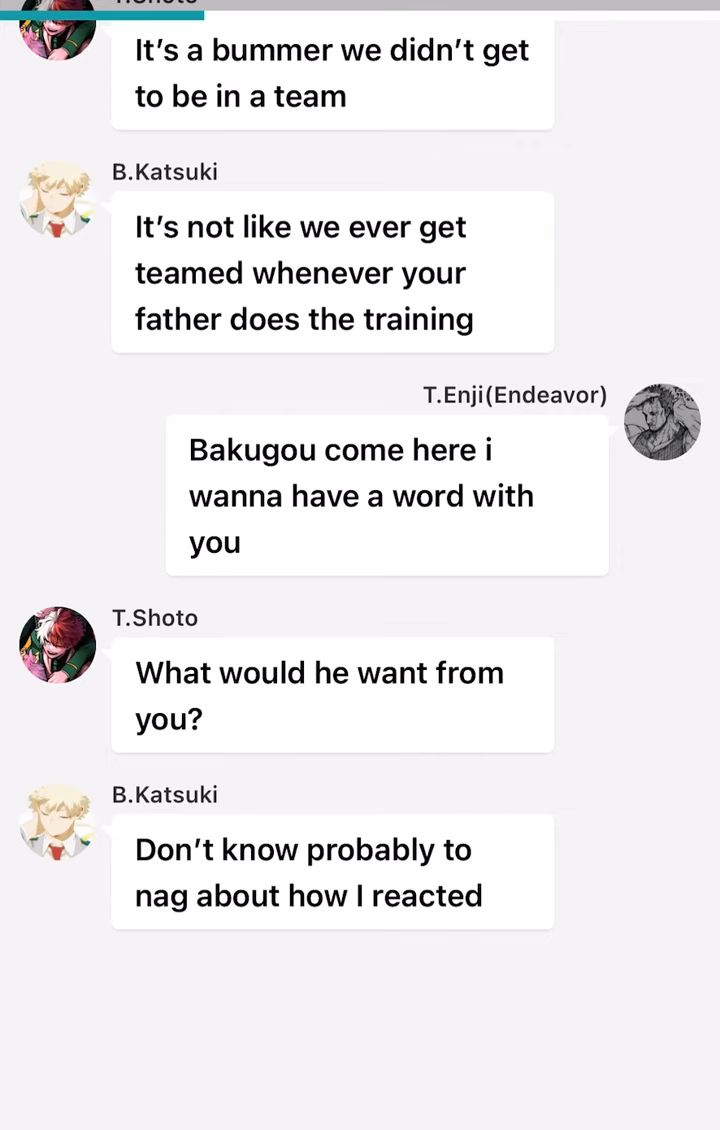 T.Shoto
It's a bummer we didn't get
to be in a team
B.Katsuki
It's not like we ever get
teamed whenever your
father does the training
T.Enji(Endeavor)
Bakugou come here i
wanna have a word with
you
T.Shoto
What would he want from
you?
B.Katsuki
Don't know probably to
nag about how I reacted